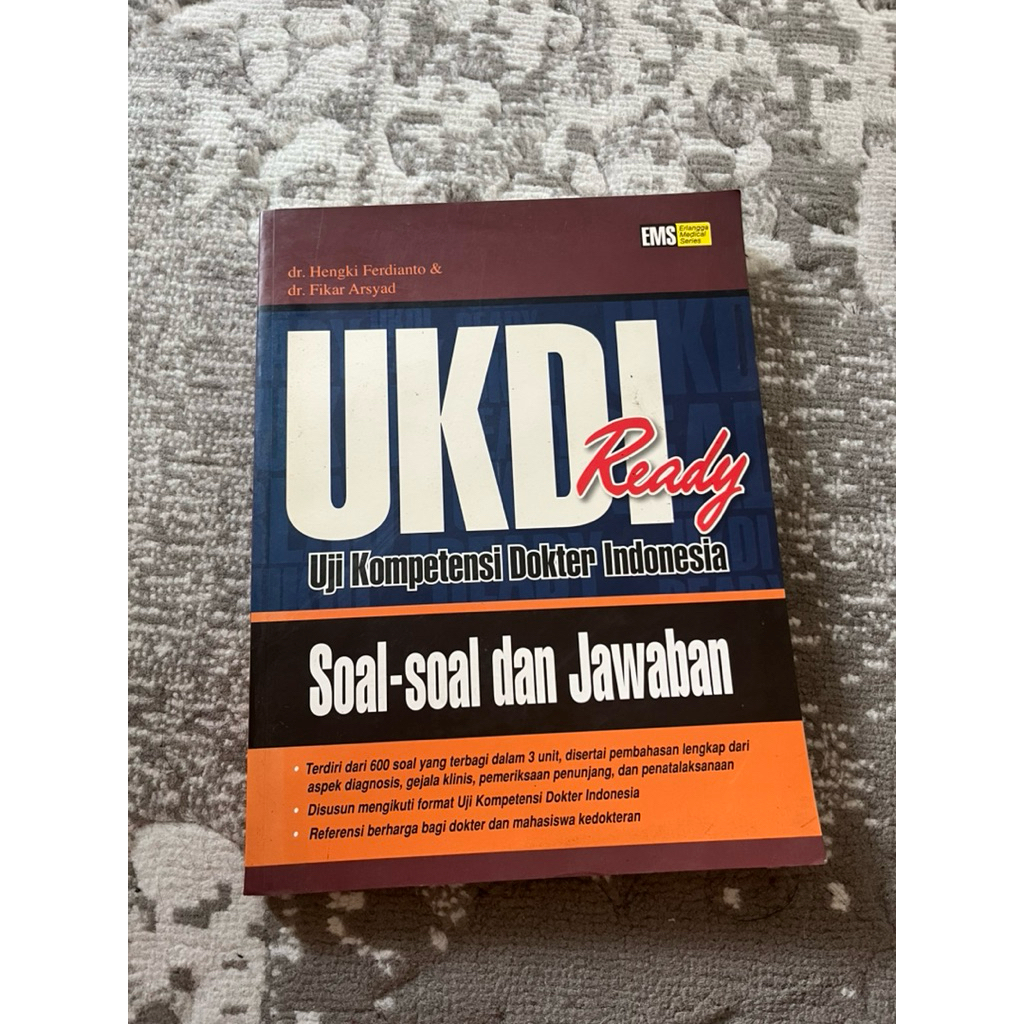 EMS Erlangga
Medical
Series
dr. Hengki Ferdianto &
dr. Fikar Arsyad
UKDI
Ready
Uji Kompetensi Dokter Indonesia
Soal-soal dan Jawaban
• Terdiri dari 600 soal yang terbagi dalam 3 unit, disertai pembahasan lengkap dari
aspek diagnosis, gejala klinis, pemeriksaan penunjang, dan penatalaksanaan
• Disusun mengikuti format Uji Kompetensi Dokter Indonesia
• Referensi berharga bagi dokter dan mahasiswa kedokteran